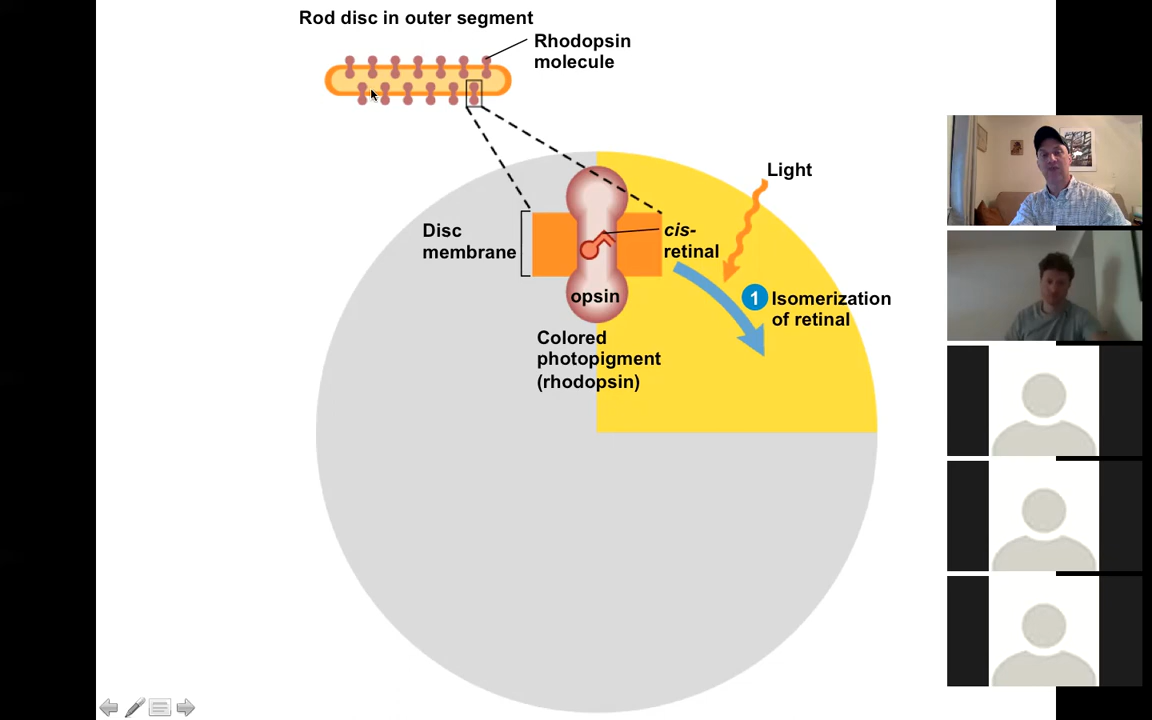 Rod disc in outer segment
Rhodopsin
molecule
Light
Disc
membrane
cis-
retinal
opsin
1 Isomerization
of retinal
Colored
photopigment
(rhodopsin)